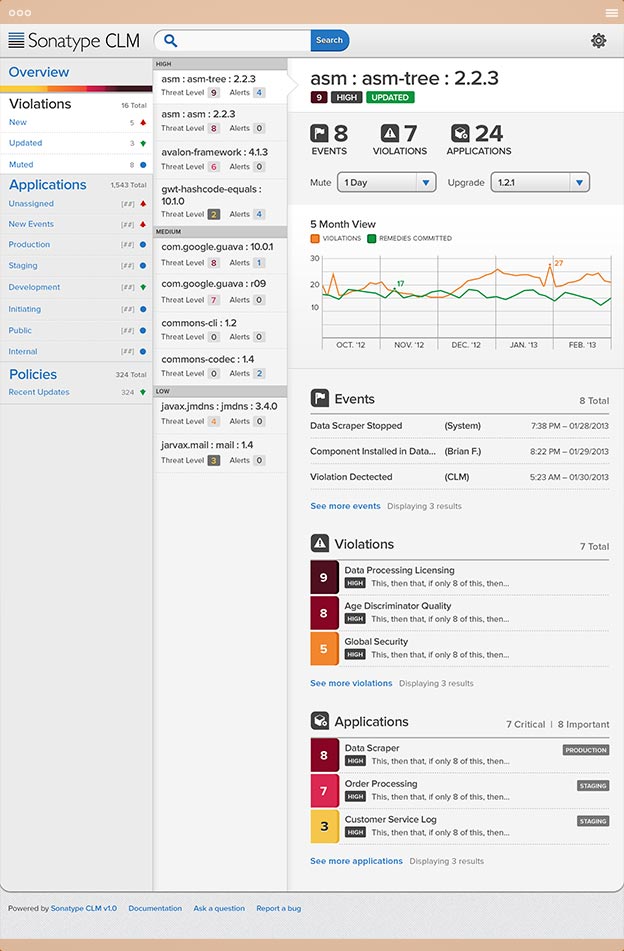 Sonatype CLM
Search
Overview
Violations 16 Total
New 5
Updated 3
Muted 8
Applications 1,543 Total
Unassigned [##]
New Events [##]
Production [##]
Staging [##]
Development [##]
Initiating [##]
Public [##]
Internal [##]
Policies 324 Total
Recent Updates 324
HIGH
asm : asm-tree : 2.2.3
Threat Level 9 Alerts 4
asm : asm : 2.2.3
Threat Level 8 Alerts 0
avalon-framework : 4.1.3
Threat Level 6 Alerts 0
gwt-hashcode-equals :
10.1.0
Threat Level 2 Alerts 4
MEDIUM
com.google.guava : 10.0.1
Threat Level 8 Alerts 1
com.google.guava : r09
Threat Level 7 Alerts 0
commons-cli : 1.2
Threat Level 0 Alerts 0
commons-codec : 1.4
Threat Level 0 Alerts 2
LOW
javax.jmdns : jmdns : 3.4.0
Threat Level 4 Alerts 0
jarvax.mail : mail : 1.4
Threat Level 3 Alerts 0
asm : asm-tree : 2.2.3
9 HIGH UPDATED
8 7 24
EVENTS VIOLATIONS APPLICATIONS
Mute 1 Day Upgrade 1.2.1
5 Month View
VIOLATIONS REMEDIES COMMITTED
30
27
20
17
10
OCT. '12 NOV. '12 DEC. '12 JAN. '13 FEB. '13
Events 8 Total
Data Scraper Stopped (System) 7:38 PM – 01/28/2013
Component Installed in Data... (Brian F.) 8:22 PM – 01/29/2013
Violation Dectected (CLM) 5:23 AM – 01/30/2013
See more events Displaying 3 results
Violations 7 Total
9 Data Processing Licensing
HIGH This, then that, if only 8 of this, then...
8 Age Discriminator Quality
HIGH This, then that, if only 8 of this, then...
5 Global Security
HIGH This, then that, if only 8 of this, then...
See more violations Displaying 3 results
Applications 7 Critical | 8 Important
8 Data Scraper PRODUCTION
HIGH This, then that, if only 8 of this, then...
7 Order Processing STAGING
HIGH This, then that, if only 8 of this, then...
3 Customer Service Log STAGING
HIGH This, then that, if only 8 of this, then...
See more applications Displaying 3 results
Powered by Sonatype CLM v1.0 Documentation Ask a question Report a bug